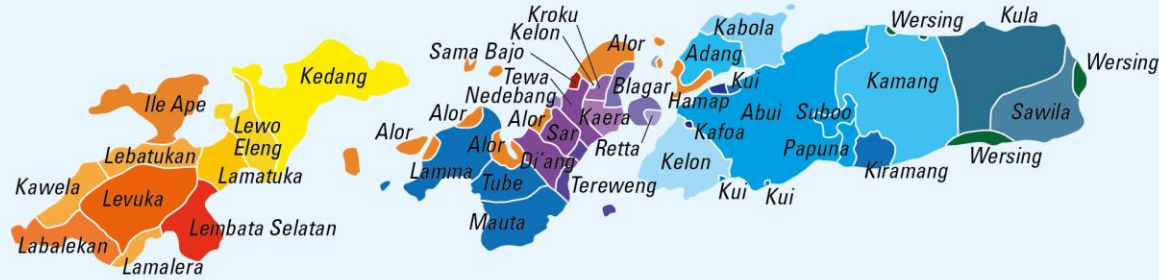 Kedang
Ile Ape
Lewo
Eleng
Lebatukan
Lamatuka
Kawela
Levuka
Lembata Selatan
Labalekan
Lamalera
Kroku
Kelon
Sama Bajo
Alor
Tewa
Nedebang
Blagar
Alor
Alor
Kaera
Alor
Sar
Retta
Lamma
Di'ang
Tube
Tereweng
Mauta
Kabola
Adang
Kui
Hamap
Abui
Kafoa
Kelon
Kui
Kui
Suboo
Papuna
Kiramang
Kamang
Wersing
Kula
Wersing
Sawila
Wersing